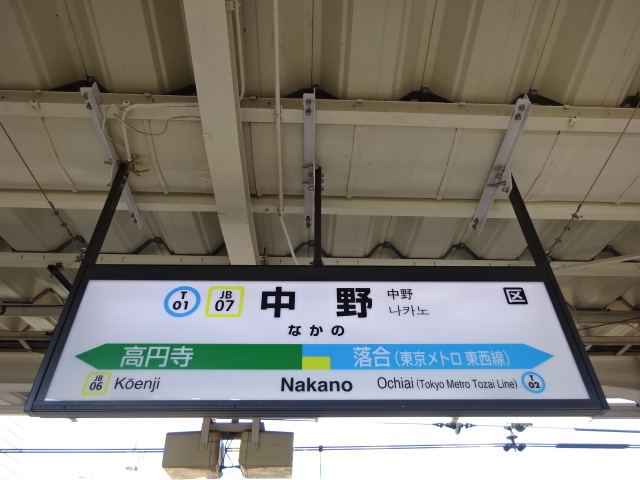 T 01 JB 07 中野 中野
나카노
区
なかの
高円寺 落合(東京メトロ 東西線)
JB 06 Kōenji Nakano Ochiai (Tokyo Metro Tozai Line) T 02